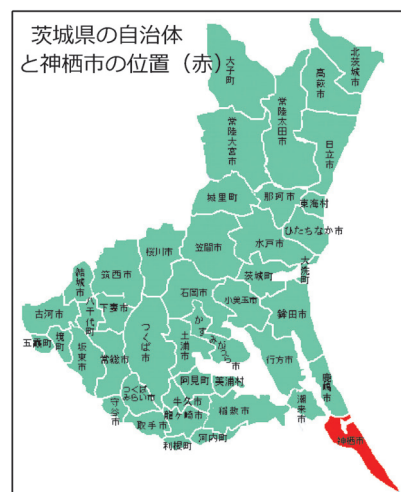 茨城県の自治体
と神栖市の位置（赤）
北茨城市
大子町
高萩市
常陸太田市
常陸大宮市
日立市
城里町
那珂市
東海村
ひたちなか市
笠間市
水戸市
桜川市
茨城町
大洗町
筑西市
結城市
石岡市
小美玉市
鉾田市
古河市
八千代町
下妻市
つくば市
土浦市
かすみがうら市
五霞町
境町
坂東市
常総市
行方市
鹿嶋市
阿見町
美浦村
つくば
みらい市
牛久市
稲敷市
潮来市
守谷市
取手市
龍ヶ崎市
河内町
利根町
神栖市